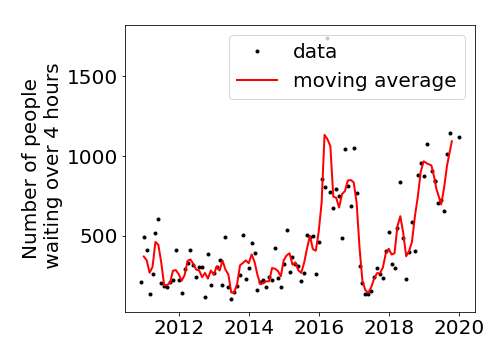 Number of people
waiting over 4 hours
data
moving average
1500
1000
500
2012 2014 2016 2018 2020